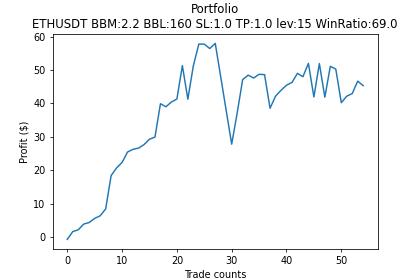 Portfolio
ETHUSDT BBM:2.2 BBL:160 SL:1.0 TP:1.0 lev:15 WinRatio:69.0
60
50
40
30
20
10
0
Profit ($)
0 10 20 30 40 50
Trade counts